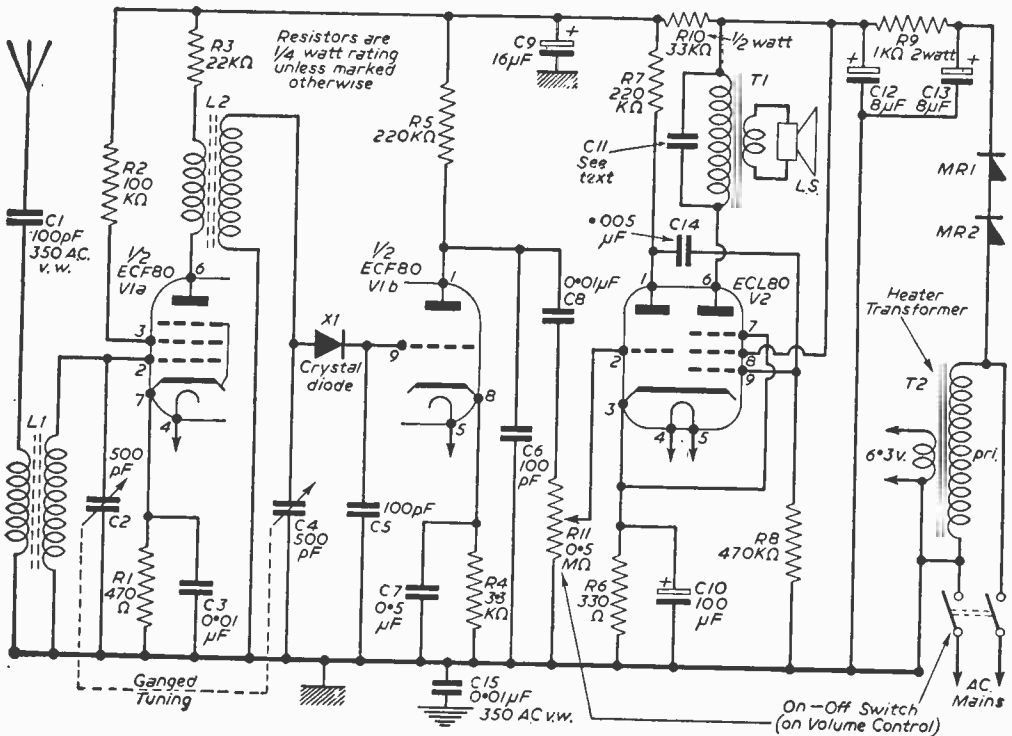 R3
22KΩ
Resistors are
1/4 watt rating
unless marked
otherwise
C9
16μF
+
R10
33KΩ
1/2 watt
R9
1KΩ 2watt
+
C12
8μF
+
C13
8μF
L2
R7
220
KΩ
T1
R5
220KΩ
C11
See
text
L.S.
MR1
MR2
R2
100
KΩ
C1
100pF
350 AC.
v.w.
·005
μF
C14
1/2
ECF80
V1a
6
3
2
7
4
1/2
ECF80
V1b
1
9
8
5
0·01μF
C8
ECL80
V2
1
6
7
8
9
2
3
4
5
Heater
Transformer
X1
Crystal
diode
T2
6·3v.
pri.
L1
500
pF
C2
C4
500
pF
100pF
C5
C6
100
pF
R11
0·5
MΩ
R8
470KΩ
R1
470
Ω
C3
0·01
μF
C7
0·5
μF
R4
KΩ
R6
330
Ω
+
C10
100
μF
Ganged
Tuning
C15
0·01μF
350 AC v.w.
On-Off Switch
(on Volume Control)
AC.
Mains